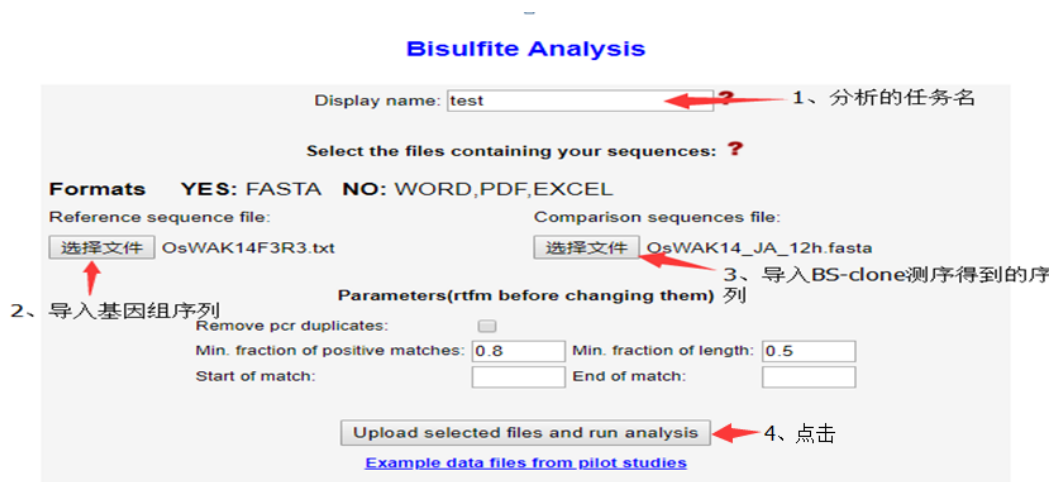 Bisulfite Analysis
Display name: test ? 1、分析的任务名
Select the files containing your sequences: ?
Formats YES: FASTA NO: WORD,PDF,EXCEL
Reference sequence file: Comparison sequences file:
选择文件 OsWAK14F3R3.txt 选择文件 OsWAK14_JA_12h.fasta
3、导入BS-clone测序得到的序
列
2、导入基因组序列
Parameters(rtfm before changing them)
Remove pcr duplicates:
Min. fraction of positive matches: 0.8 Min. fraction of length: 0.5
Start of match: End of match:
Upload selected files and run analysis 4、点击
Example data files from pilot studies